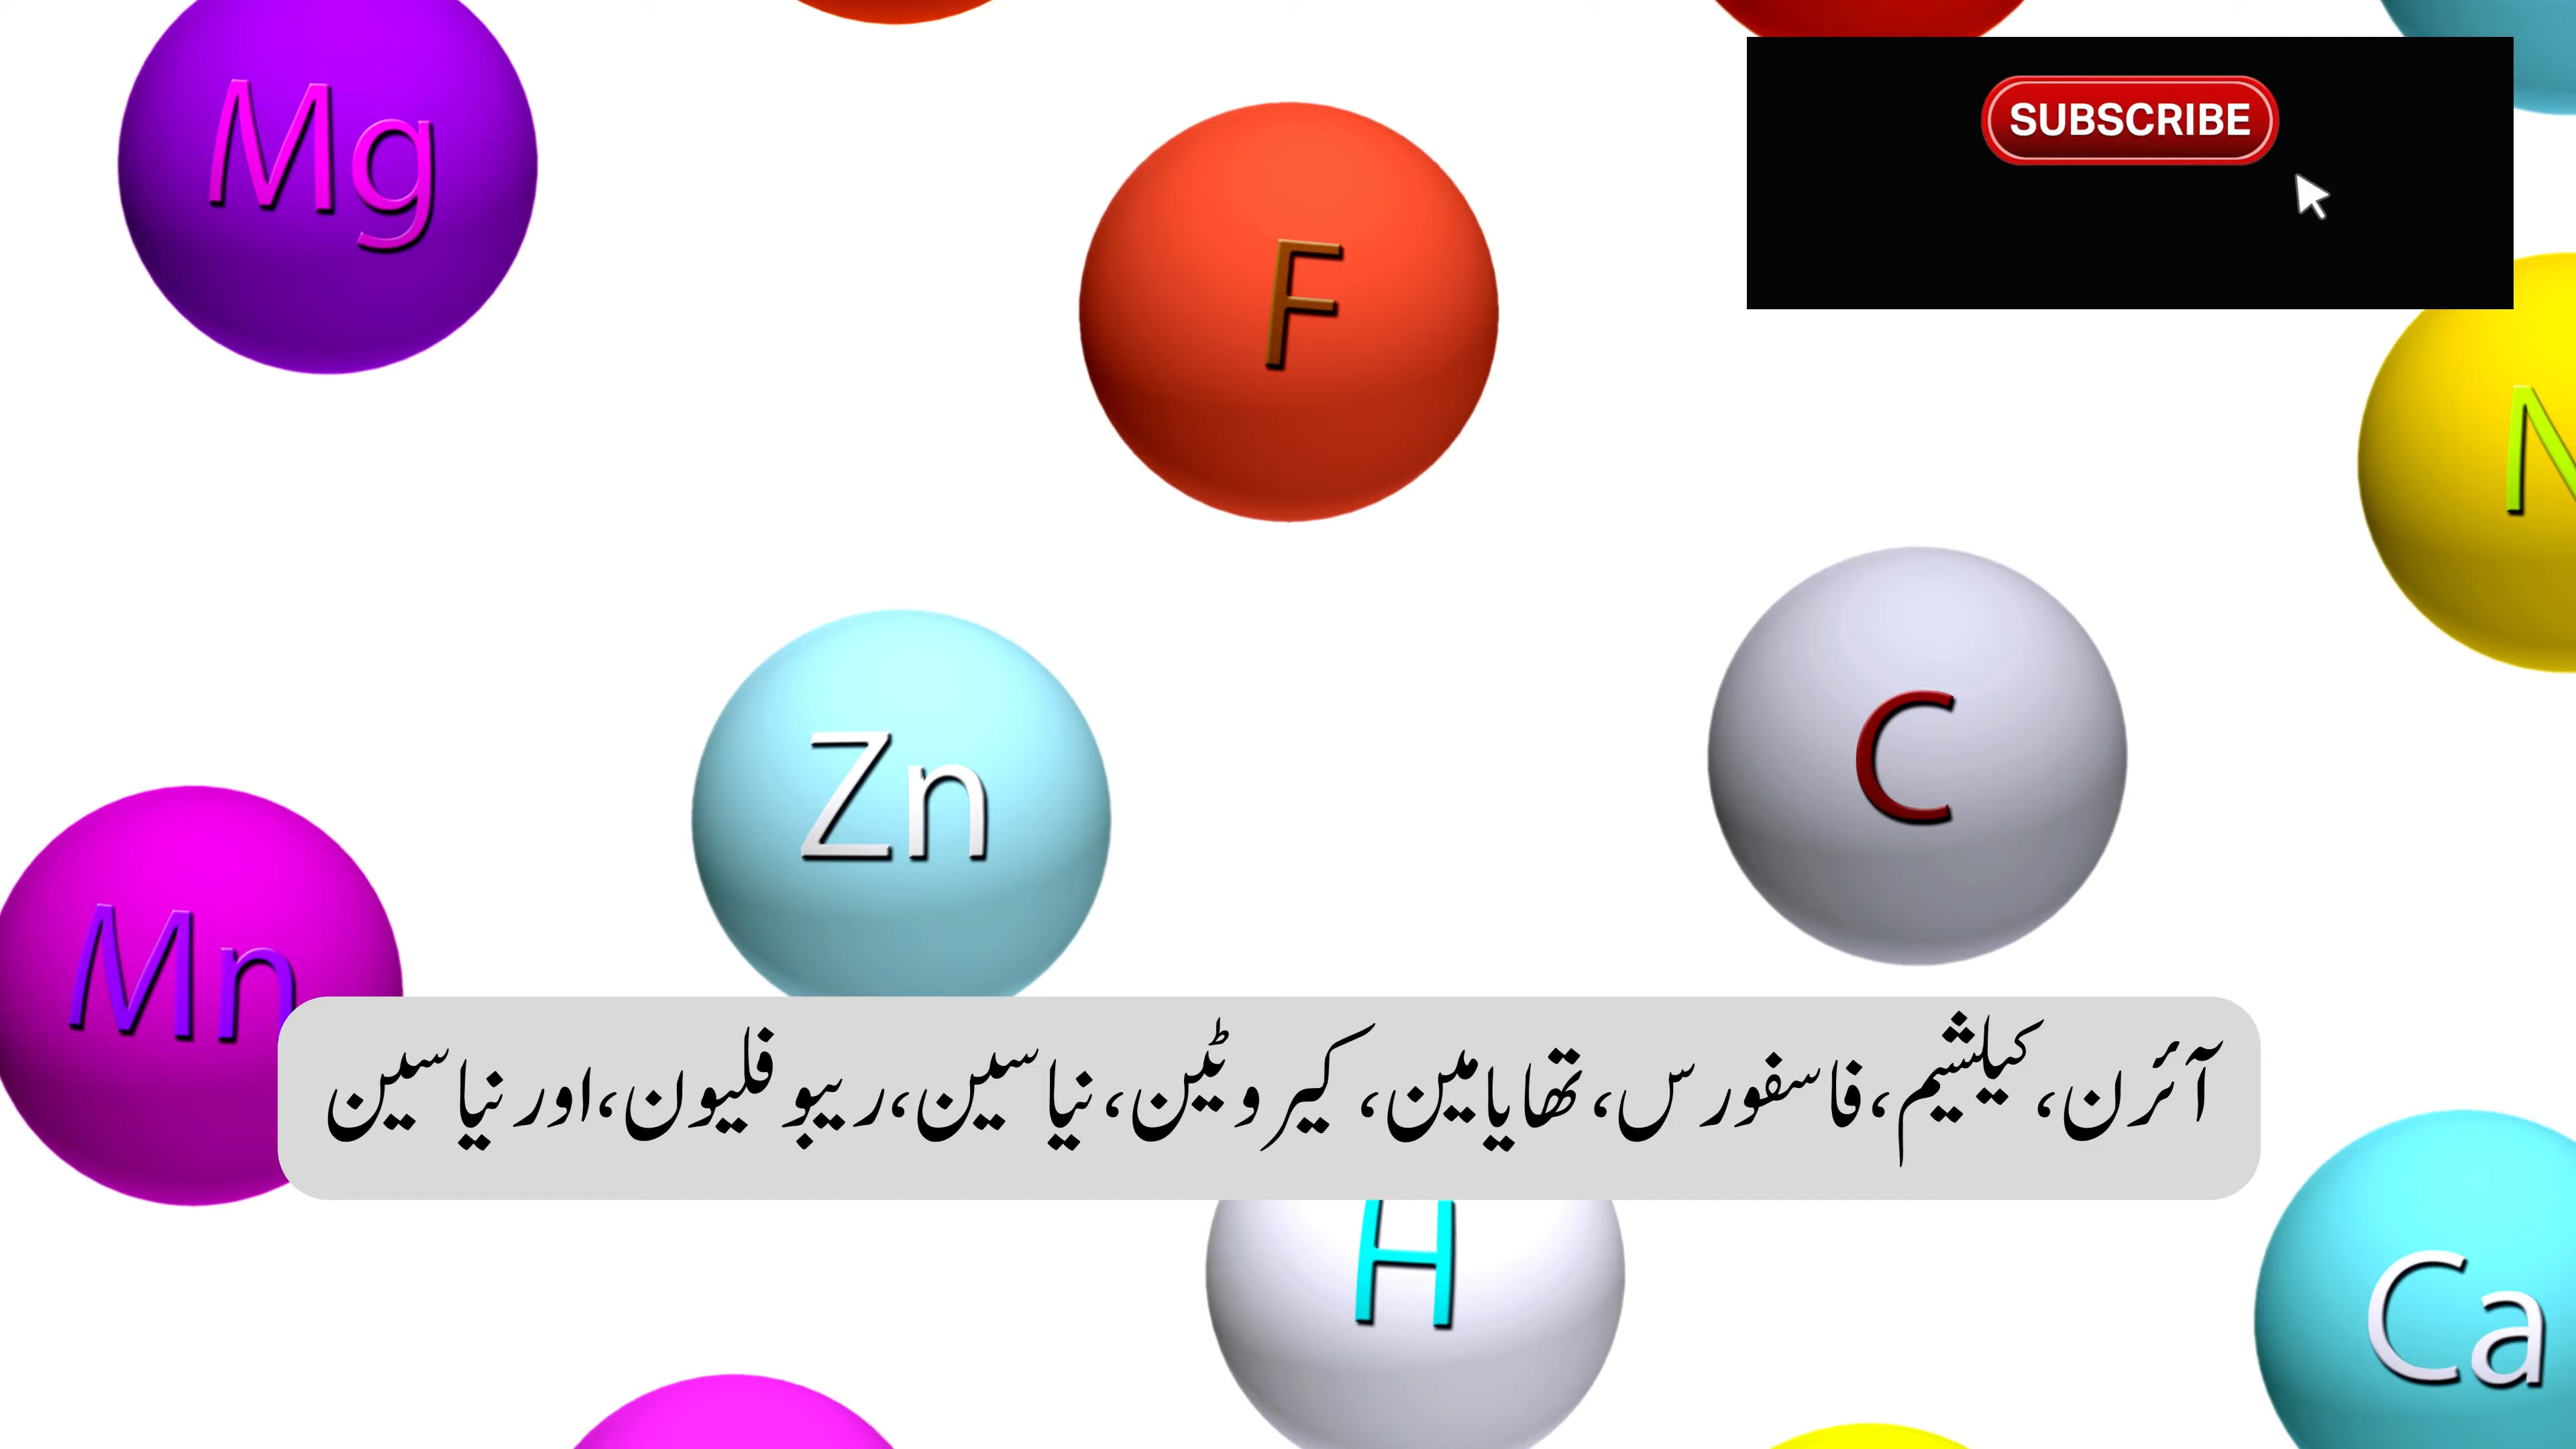 Mg
SUBSCRIBE
F
N
C
Zn
Mn
آئرن، کیلشیم، فاسفورس، تھایامین، کیروٹین، نیاسین، ریبوفلیون، اور نیاسین
H
Ca